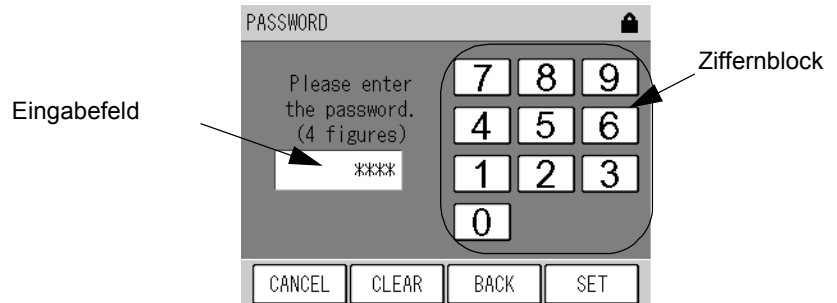 PASSWORD
Please enter
the password.
(4 figures)
****
7 8 9
4 5 6
1 2 3
0
CANCEL CLEAR BACK SET
Eingabefeld
Ziffernblock